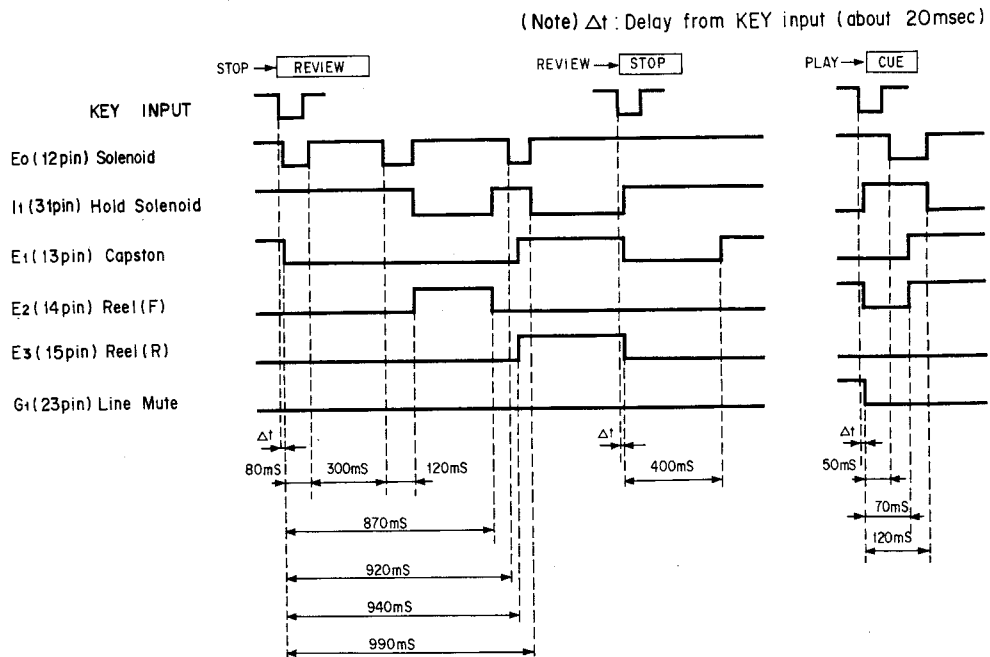 (Note) Δt : Delay from KEY input (about 20msec)
STOP → REVIEW
REVIEW → STOP
PLAY → CUE
KEY INPUT
E0 (12pin) Solenoid
I1 (31pin) Hold Solenoid
E1 (13pin) Capston
E2 (14pin) Reel (F)
E3 (15pin) Reel (R)
G1 (23pin) Line Mute
Δt
Δt
Δt
80mS
300mS
120mS
400mS
50mS
870mS
70mS
120mS
920mS
940mS
990mS